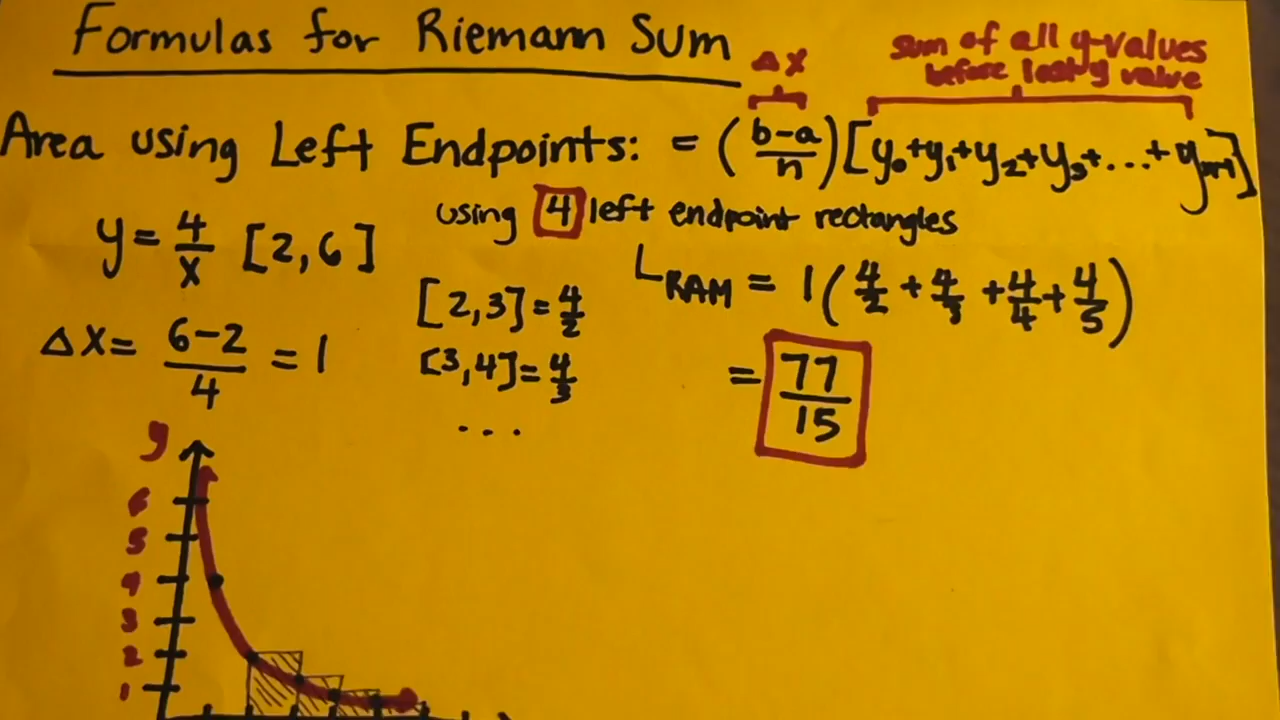 Formulas for Riemann Sum
Δx
sum of all y-values
before last y value
Area using Left Endpoints: = (b-a/n)[y₀+y₁+y₂+y₃+...+yₙ₋₁]
using 4 left endpoint rectangles
y = 4/x [2,6]
L_RAM = 1(4/2 + 4/3 + 4/4 + 4/5)
[2,3] = 4/2
Δx = 6-2/4 = 1
[3,4] = 4/3
= 77/15
...
y
6
5
4
3
2
1